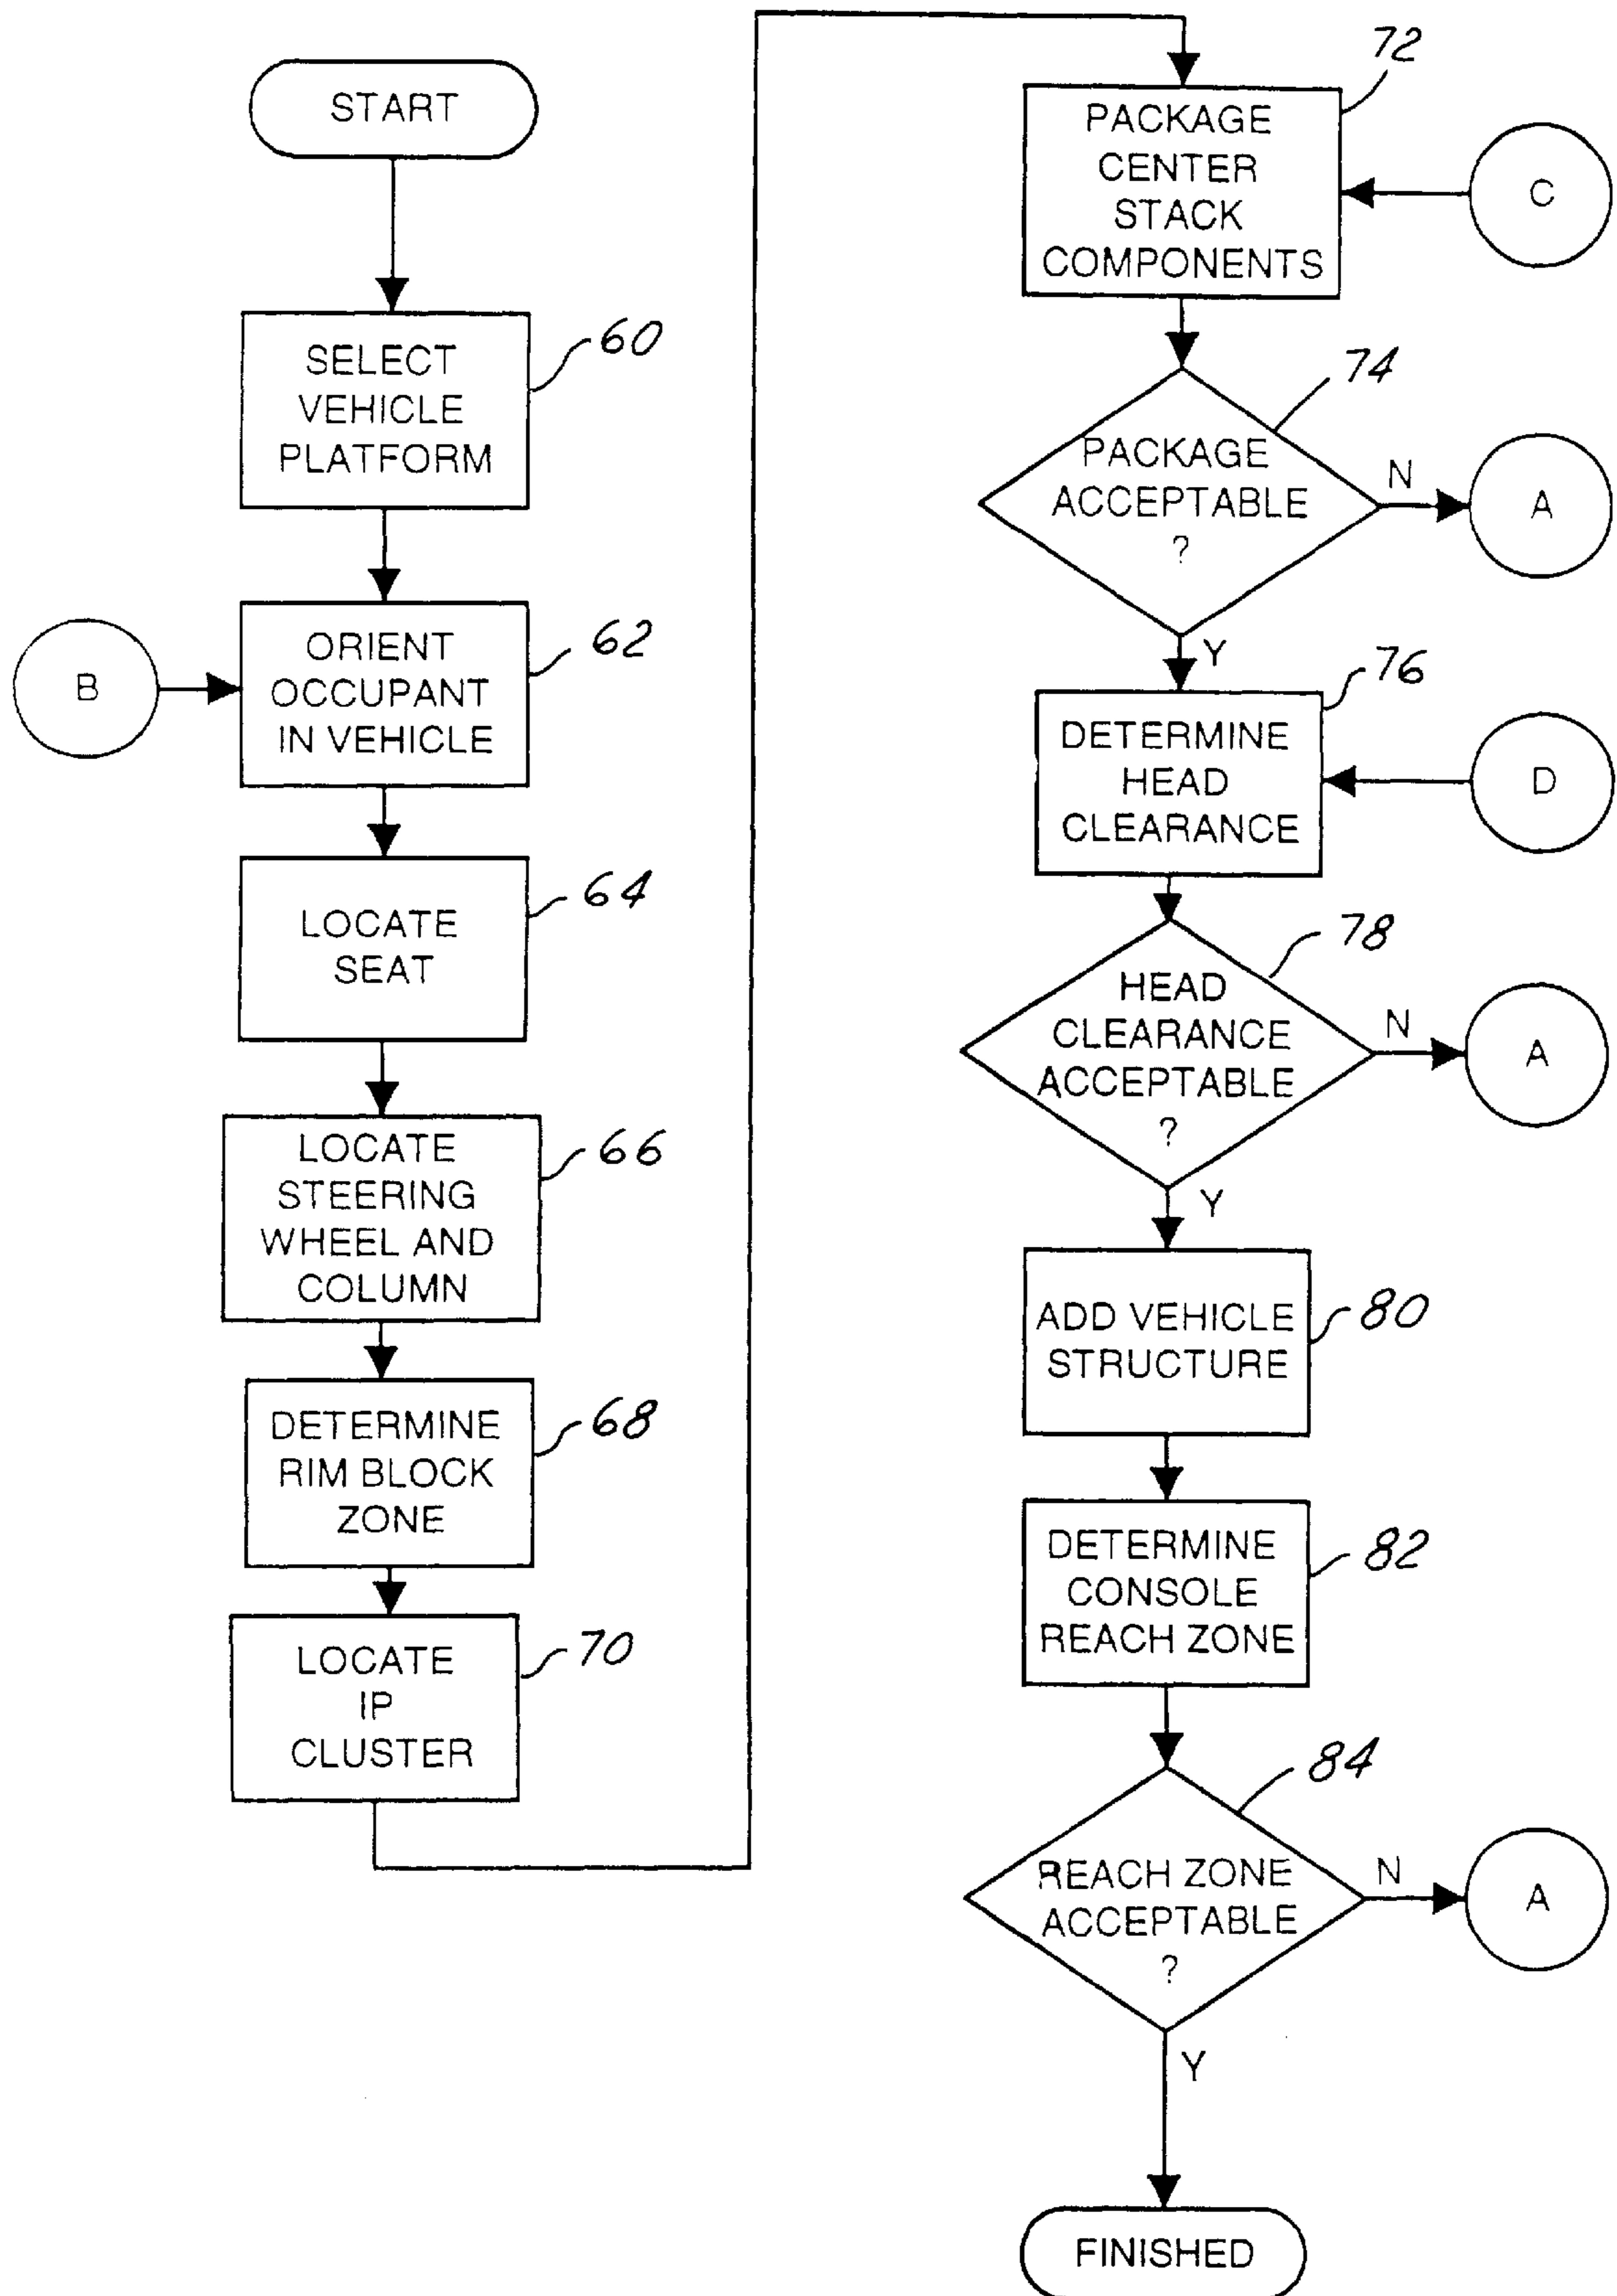 START
SELECT
VEHICLE
PLATFORM
60
B
ORIENT
OCCUPANT
IN VEHICLE
62
LOCATE
SEAT
64
LOCATE
STEERING
WHEEL AND
COLUMN
66
DETERMINE
RIM BLOCK
ZONE
68
LOCATE
IP
CLUSTER
70
PACKAGE
CENTER
STACK
COMPONENTS
72
C
PACKAGE
ACCEPTABLE
?
74
N
A
Y
DETERMINE
HEAD
CLEARANCE
76
D
HEAD
CLEARANCE
ACCEPTABLE
?
78
N
A
Y
ADD VEHICLE
STRUCTURE
80
DETERMINE
CONSOLE
REACH ZONE
82
REACH ZONE
ACCEPTABLE
?
84
N
A
Y
FINISHED